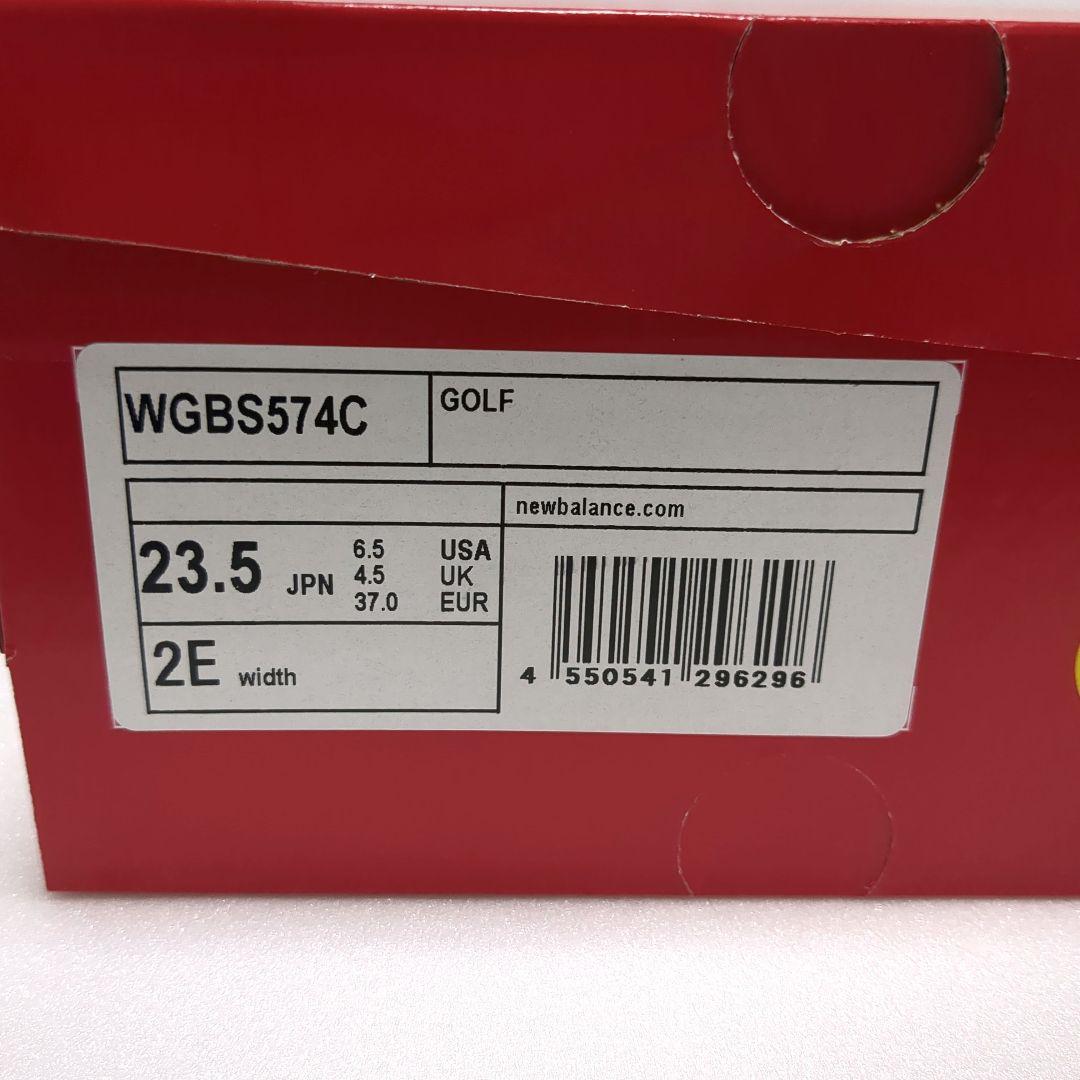 WGBS574C
GOLF
newbalance.com
23.5 JPN
6.5 USA
4.5 UK
37.0 EUR
2E width
4 550541 296296